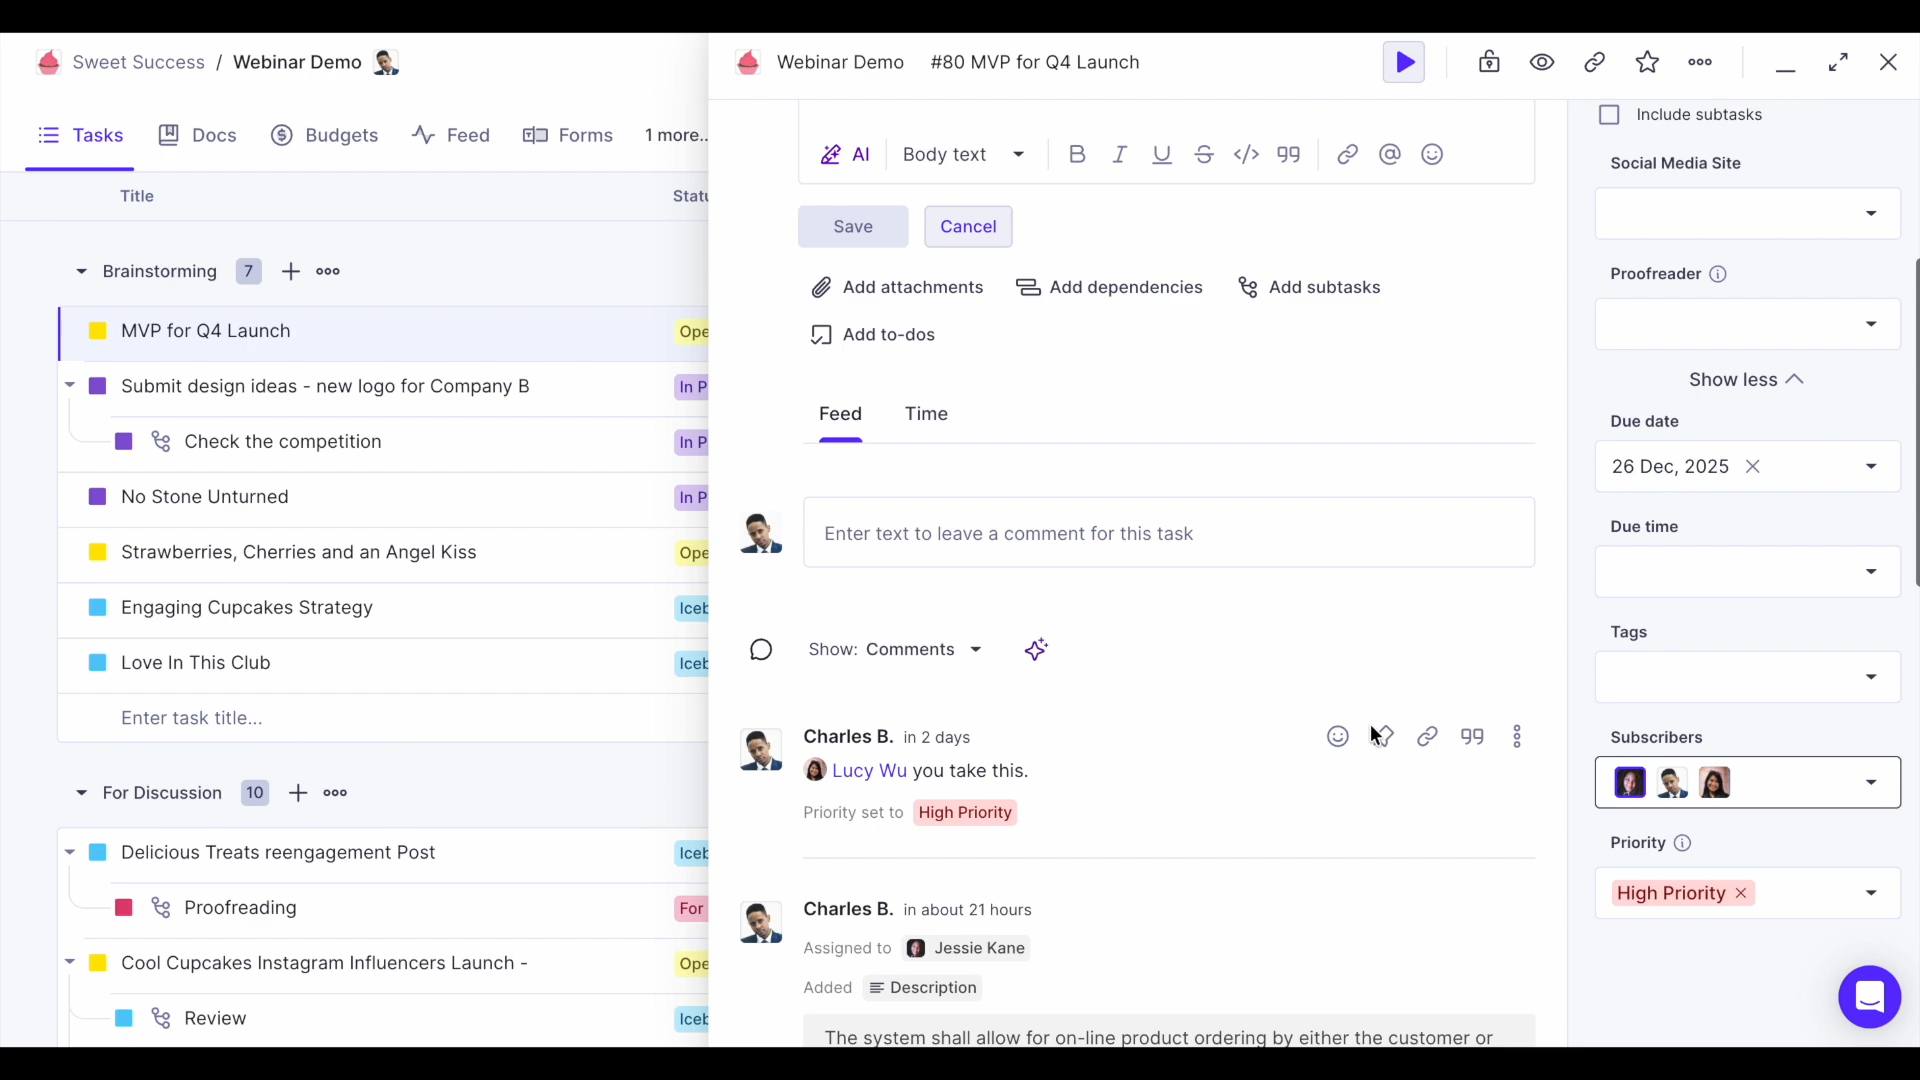 Sweet Success / Webinar Demo
Tasks Docs Budgets Feed Forms 1 more..
Title Statu
Brainstorming 7
MVP for Q4 Launch Ope
Submit design ideas - new logo for Company B In P
Check the competition In P
No Stone Unturned In P
Strawberries, Cherries and an Angel Kiss Ope
Engaging Cupcakes Strategy Iceb
Love In This Club Iceb
Enter task title...
For Discussion 10
Delicious Treats reengagement Post Iceb
Proofreading For
Cool Cupcakes Instagram Influencers Launch - Ope
Review Iceb
Webinar Demo #80 MVP for Q4 Launch
AI Body text
Save Cancel
Add attachments Add dependencies Add subtasks
Add to-dos
Feed Time
Enter text to leave a comment for this task
Show: Comments
Charles B. in 2 days
Lucy Wu you take this.
Priority set to High Priority
Charles B. in about 21 hours
Assigned to Jessie Kane
Added Description
The system shall allow for on-line product ordering by either the customer or
Include subtasks
Social Media Site
Proofreader
Show less
Due date
26 Dec, 2025
Due time
Tags
Subscribers
Priority
High Priority